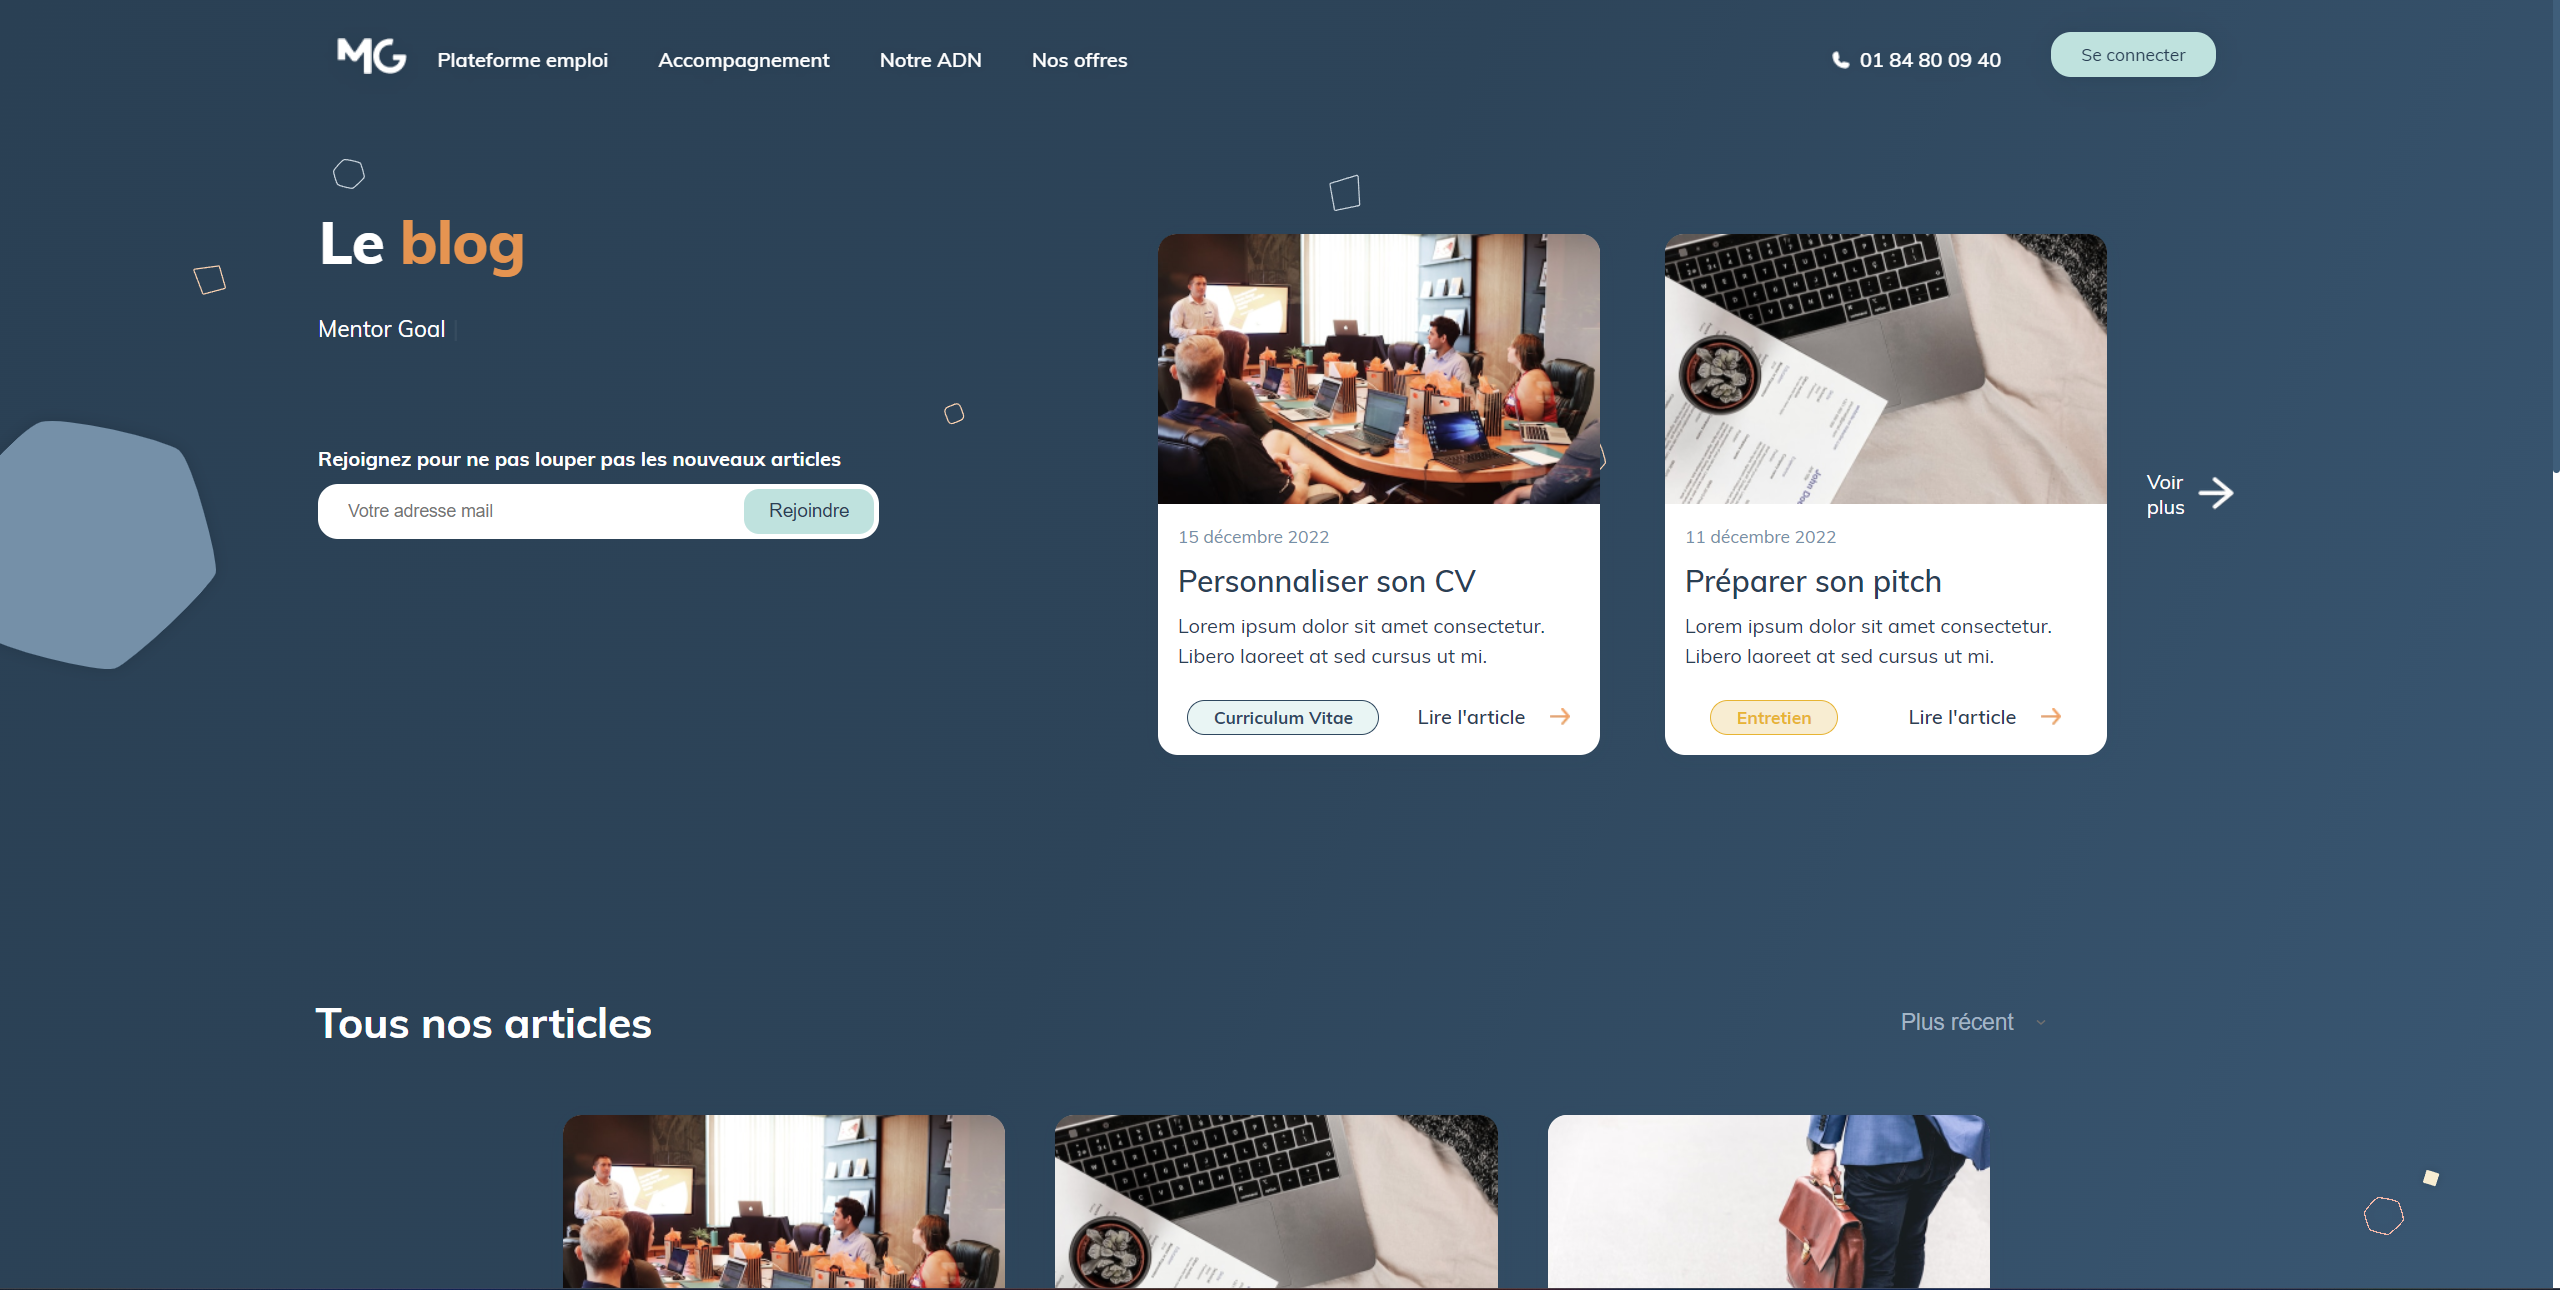 MG
Plateforme emploi
Accompagnement
Notre ADN
Nos offres
01 84 80 09 40
Se connecter
Le blog
Mentor Goal
Rejoignez pour ne pas louper pas les nouveaux articles
Votre adresse mail
Rejoindre
15 décembre 2022
Personnaliser son CV
Lorem ipsum dolor sit amet consectetur.
Libero laoreet at sed cursus ut mi.
Curriculum Vitae
Lire l'article
11 décembre 2022
Préparer son pitch
Lorem ipsum dolor sit amet consectetur.
Libero laoreet at sed cursus ut mi.
Entretien
Lire l'article
Voir
plus
Tous nos articles
Plus récent